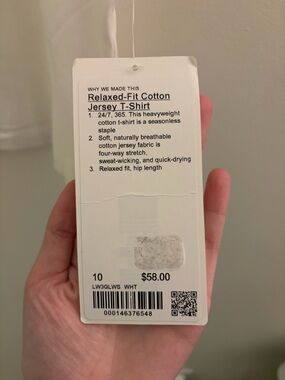 WHY WE MADE THIS
Relaxed-Fit Cotton
Jersey T-Shirt
1. 24/7, 365. This heavyweight
cotton t-shirt is a seasonless
staple
2. Soft, naturally breathable
cotton jersey fabric is
four-way stretch,
sweat-wicking, and quick-drying
3. Relaxed fit, hip length
10 $58.00
LW3QLWS WHT
000146376548